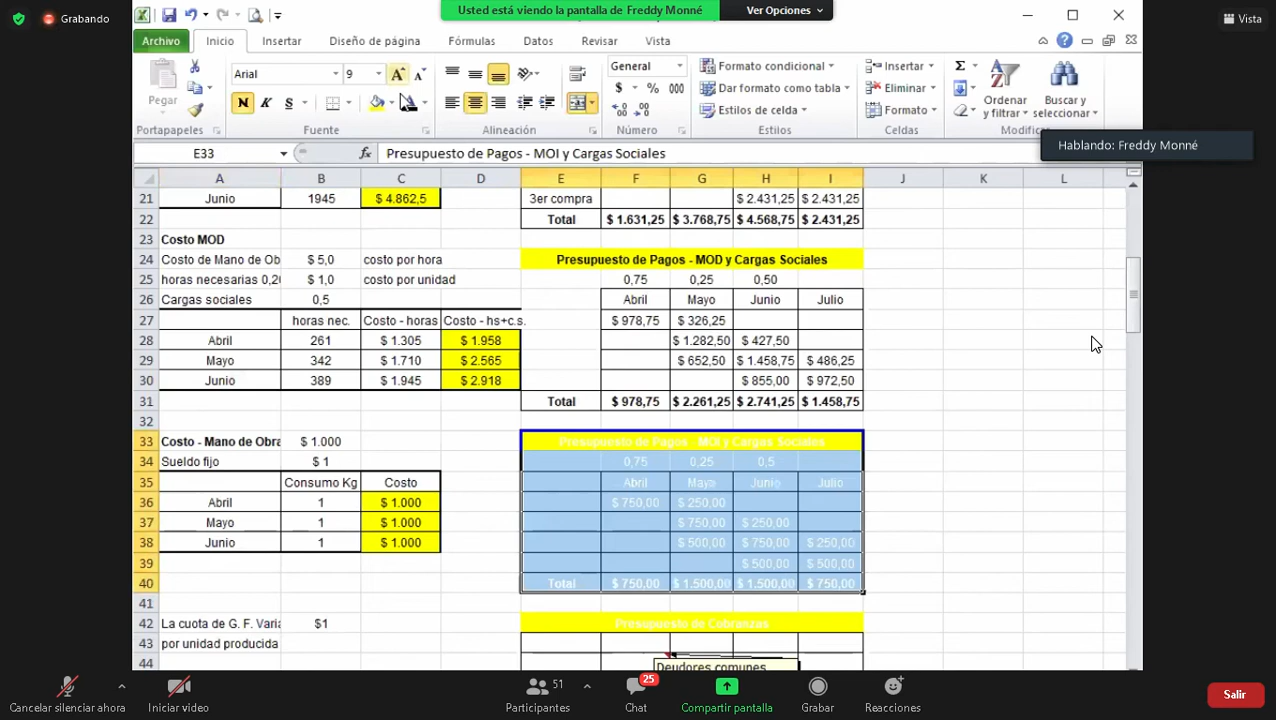 Grabando
Usted está viendo la pantalla de Freddy Monné
Ver Opciones
Vista
Archivo Inicio Insertar Diseño de página Fórmulas Datos Revisar Vista
Pegar
Arial 9
N K S
General
$ % 000
Formato condicional
Dar formato como tabla
Estilos de celda
Insertar
Eliminar
Formato
Ordenar y filtrar
Buscar y seleccionar
Portapapeles Fuente Alineación Número Estilos Celdas Modificar
Hablando: Freddy Monné
E33 fx Presupuesto de Pagos - MOI y Cargas Sociales
A B C D E F G H I J K L
21 Junio 1945 $ 4.862,5 3er compra $ 2.431,25 $ 2.431,25
22 Total $ 1.631,25 $ 3.768,75 $ 4.568,75 $ 2.431,25
23 Costo MOD
24 Costo de Mano de Ob $ 5,0 costo por hora Presupuesto de Pagos - MOD y Cargas Sociales
25 horas necesarias 0,20 $ 1,0 costo por unidad 0,75 0,25 0,50
26 Cargas sociales 0,5 Abril Mayo Junio Julio
27 horas nec. Costo - horas Costo - hs+c.s. $ 978,75 $ 326,25
28 Abril 261 $ 1.305 $ 1.958 $ 1.282,50 $ 427,50
29 Mayo 342 $ 1.710 $ 2.565 $ 652,50 $ 1.458,75 $ 486,25
30 Junio 389 $ 1.945 $ 2.918 $ 855,00 $ 972,50
31 Total $ 978,75 $ 2.261,25 $ 2.741,25 $ 1.458,75
32
33 Costo - Mano de Obra $ 1.000 Presupuesto de Pagos - MOI y Cargas Sociales
34 Sueldo fijo $ 1 0,75 0,25 0,5
35 Consumo Kg Costo Abril Mayo Junio Julio
36 Abril 1 $ 1.000 $ 750,00 $ 250,00
37 Mayo 1 $ 1.000 $ 750,00 $ 250,00
38 Junio 1 $ 1.000 $ 500,00 $ 750,00 $ 250,00
39 $ 500,00 $ 500,00
40 Total $ 750,00 $ 1.500,00 $ 1.500,00 $ 750,00
41
42 La cuota de G. F. Varia $1 Presupuesto de Cobranzas
43 por unidad producida
44 Deudores comunes
Cancelar silenciar ahora
Iniciar video
51
Participantes
25
Chat
Compartir pantalla
Grabar
Reacciones
Salir